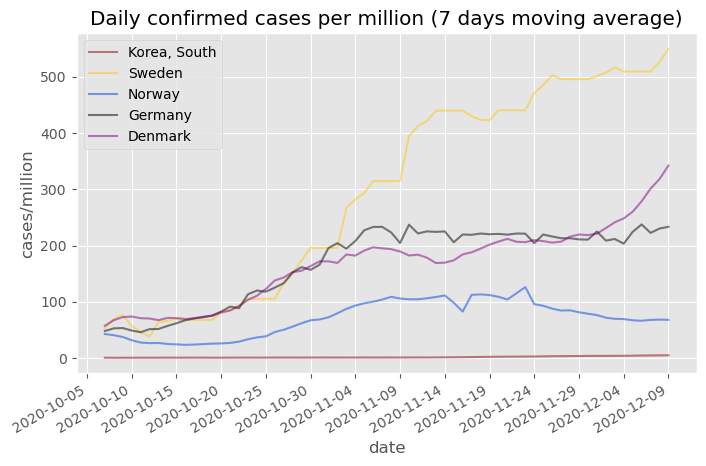 Daily confirmed cases per million (7 days moving average)
Korea, South
Sweden
Norway
Germany
Denmark
500
400
300
200
100
0
cases/million
2020-10-05
2020-10-10
2020-10-15
2020-10-20
2020-10-25
2020-10-30
2020-11-04
2020-11-09
2020-11-14
2020-11-19
2020-11-24
2020-11-29
2020-12-04
2020-12-09
date